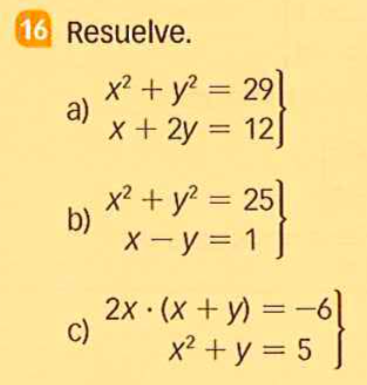 16 Resuelve.
a) x² + y² = 29
x + 2y = 12}
b) x² + y² = 25
x − y = 1}
c) 2x · (x + y) = −6
x² + y = 5}